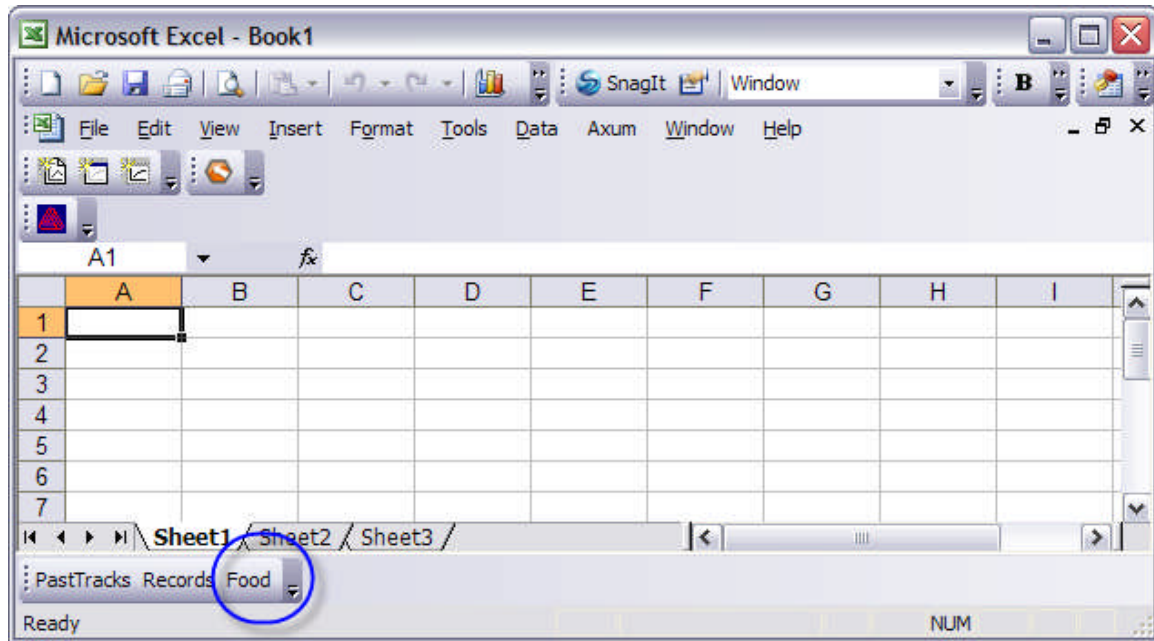 Microsoft Excel - Book1
SnagIt Window B
File Edit View Insert Format Tools Data Axum Window Help
A1 fx
A B C D E F G H I
1
2
3
4
5
6
7
Sheet1 Sheet2 Sheet3
PastTracks Records Food
Ready NUM